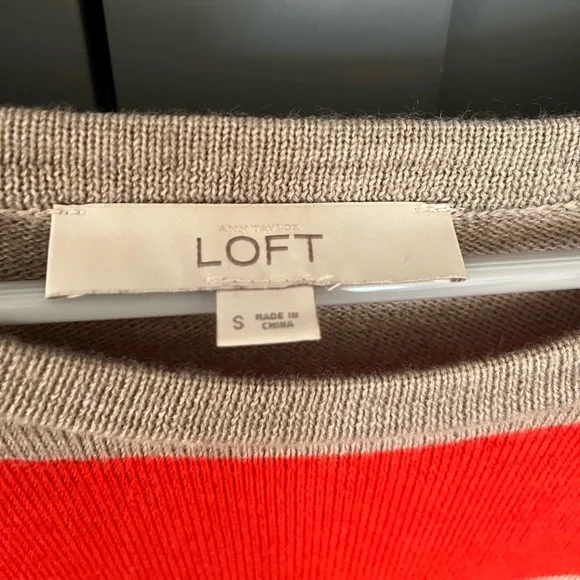 ANN TAYLOR
LOFT
S
MADE IN
CHINA